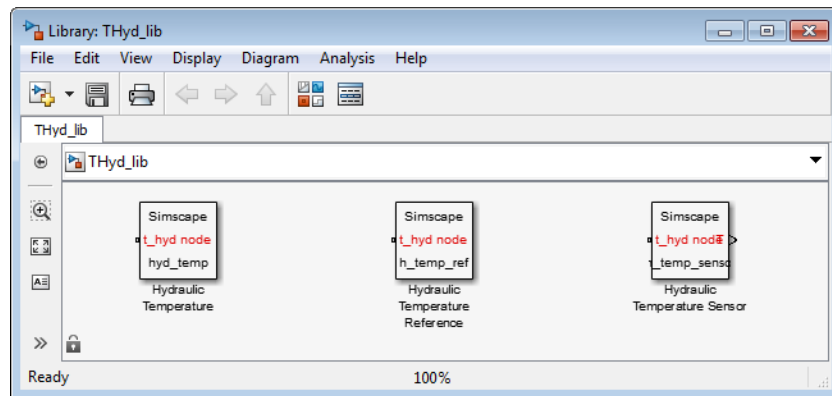 Library: THyd_lib
File Edit View Display Diagram Analysis Help
THyd_lib
THyd_lib
Simscape
t_hyd node
hyd_temp
Hydraulic
Temperature
Simscape
t_hyd node
h_temp_ref
Hydraulic
Temperature
Reference
Simscape
t_hyd node
T
_temp_sens
Hydraulic
Temperature Sensor
Ready 100%